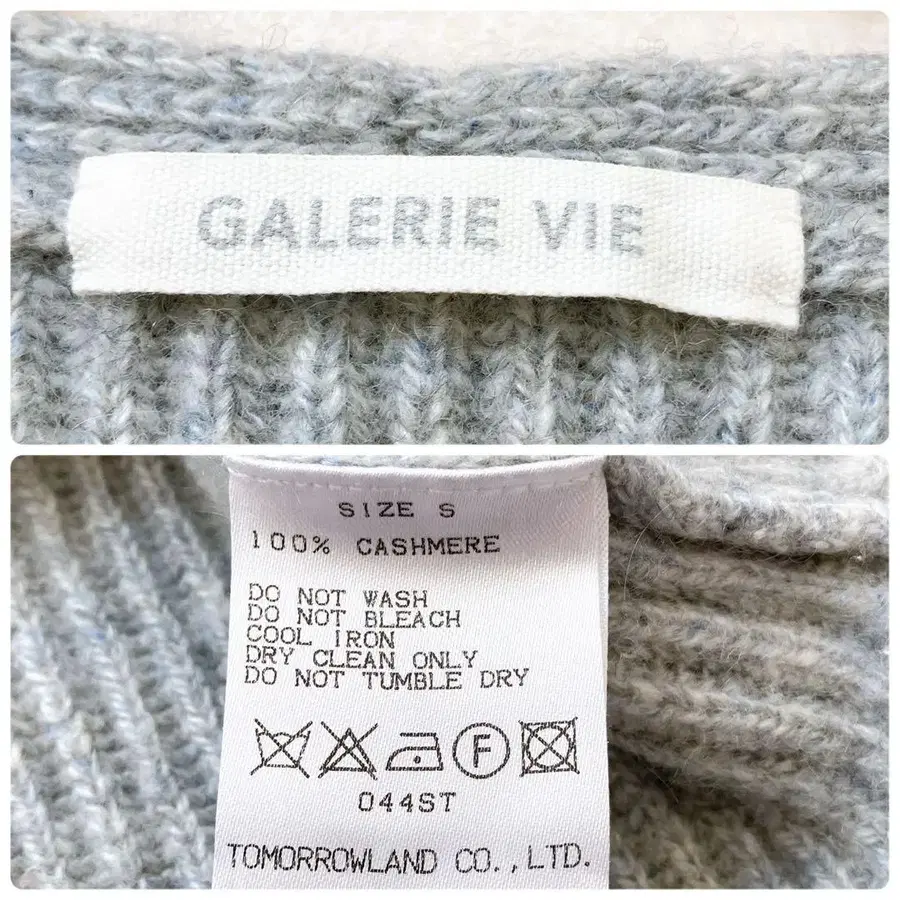 GALERIE VIE
SIZE S
100% CASHMERE
DO NOT WASH
DO NOT BLEACH
COOL IRON
DRY CLEAN ONLY
DO NOT TUMBLE DRY
F
044ST
TOMORROWLAND CO.,LTD.